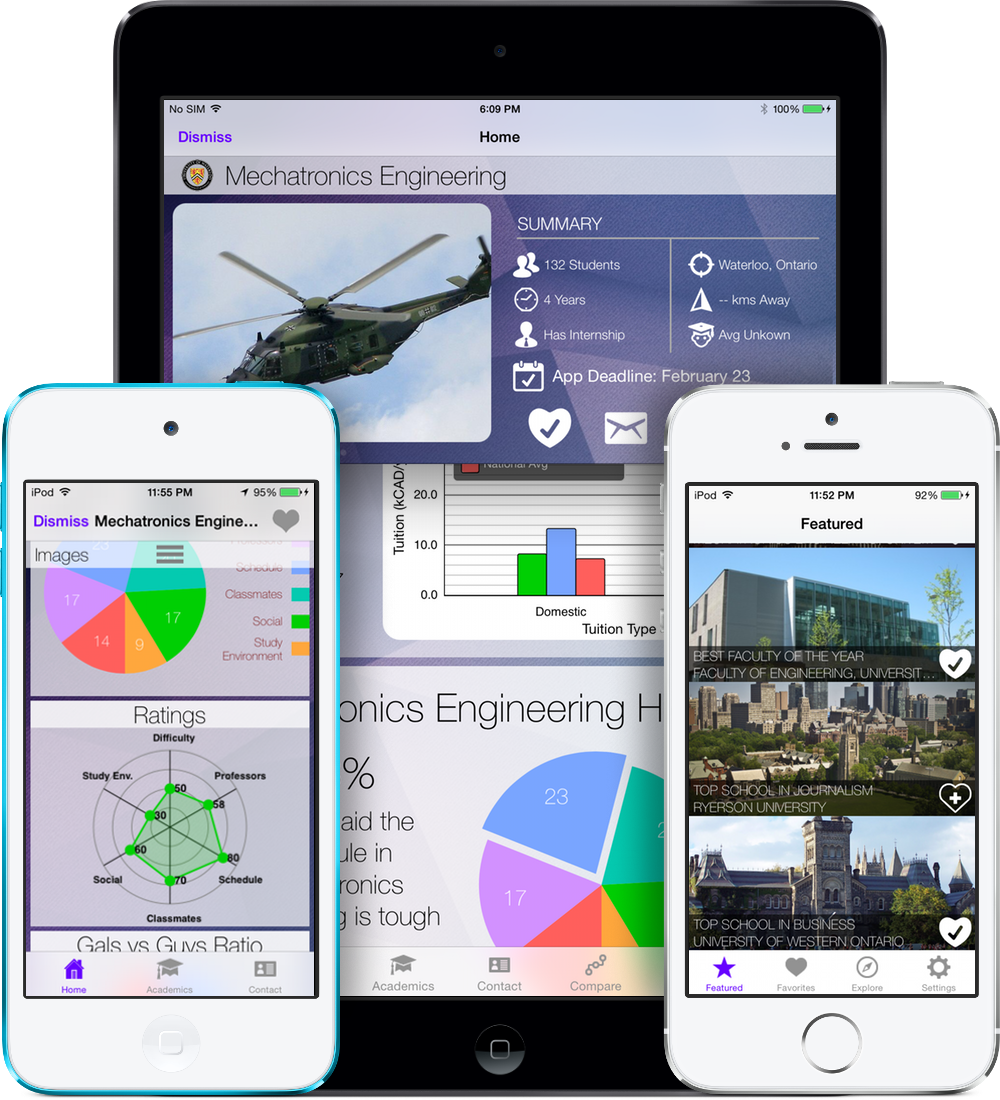 No SIM
6:09 PM
100%
Dismiss
Home
Mechatronics Engineering
SUMMARY
132 Students
Waterloo, Ontario
4 Years
-- kms Away
Has Internship
Avg Unkown
App Deadline: February 23
National Avg
Tuition (kCAD/
20.0
10.0
0.0
Domestic
Tuition Type
onics Engineering H
%
23
aid the
ule in
ronics
g is tough
17
Academics
Contact
Compare
iPod
11:55 PM
95%
Dismiss
Mechatronics Engine...
Images
23
Schedule
17
Classmates
17
Social
14
9
Study
Environment
Ratings
Difficulty
Study Env.
Professors
50
58
30
60
80
70
Social
Schedule
Classmates
Gals vs Guys Ratio
Home
Academics
Contact
iPod
11:52 PM
92%
Featured
BEST FACULTY OF THE YEAR
FACULTY OF ENGINEERING, UNIVERSIT...
TOP SCHOOL IN JOURNALISM
RYERSON UNIVERSITY
TOP SCHOOL IN BUSINESS
UNIVERSITY OF WESTERN ONTARIO
Featured
Favorites
Explore
Settings